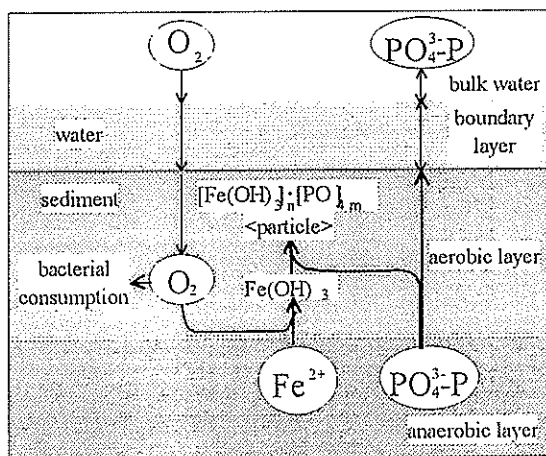 O₂
PO₄³⁻-P
bulk water
boundary
layer
water
sediment
[Fe(OH)₃]ₙ·[PO₄]ₘ
<particle>
bacterial
consumption
O₂
Fe(OH)₃
aerobic layer
Fe²⁺
PO₄³⁻-P
anaerobic layer